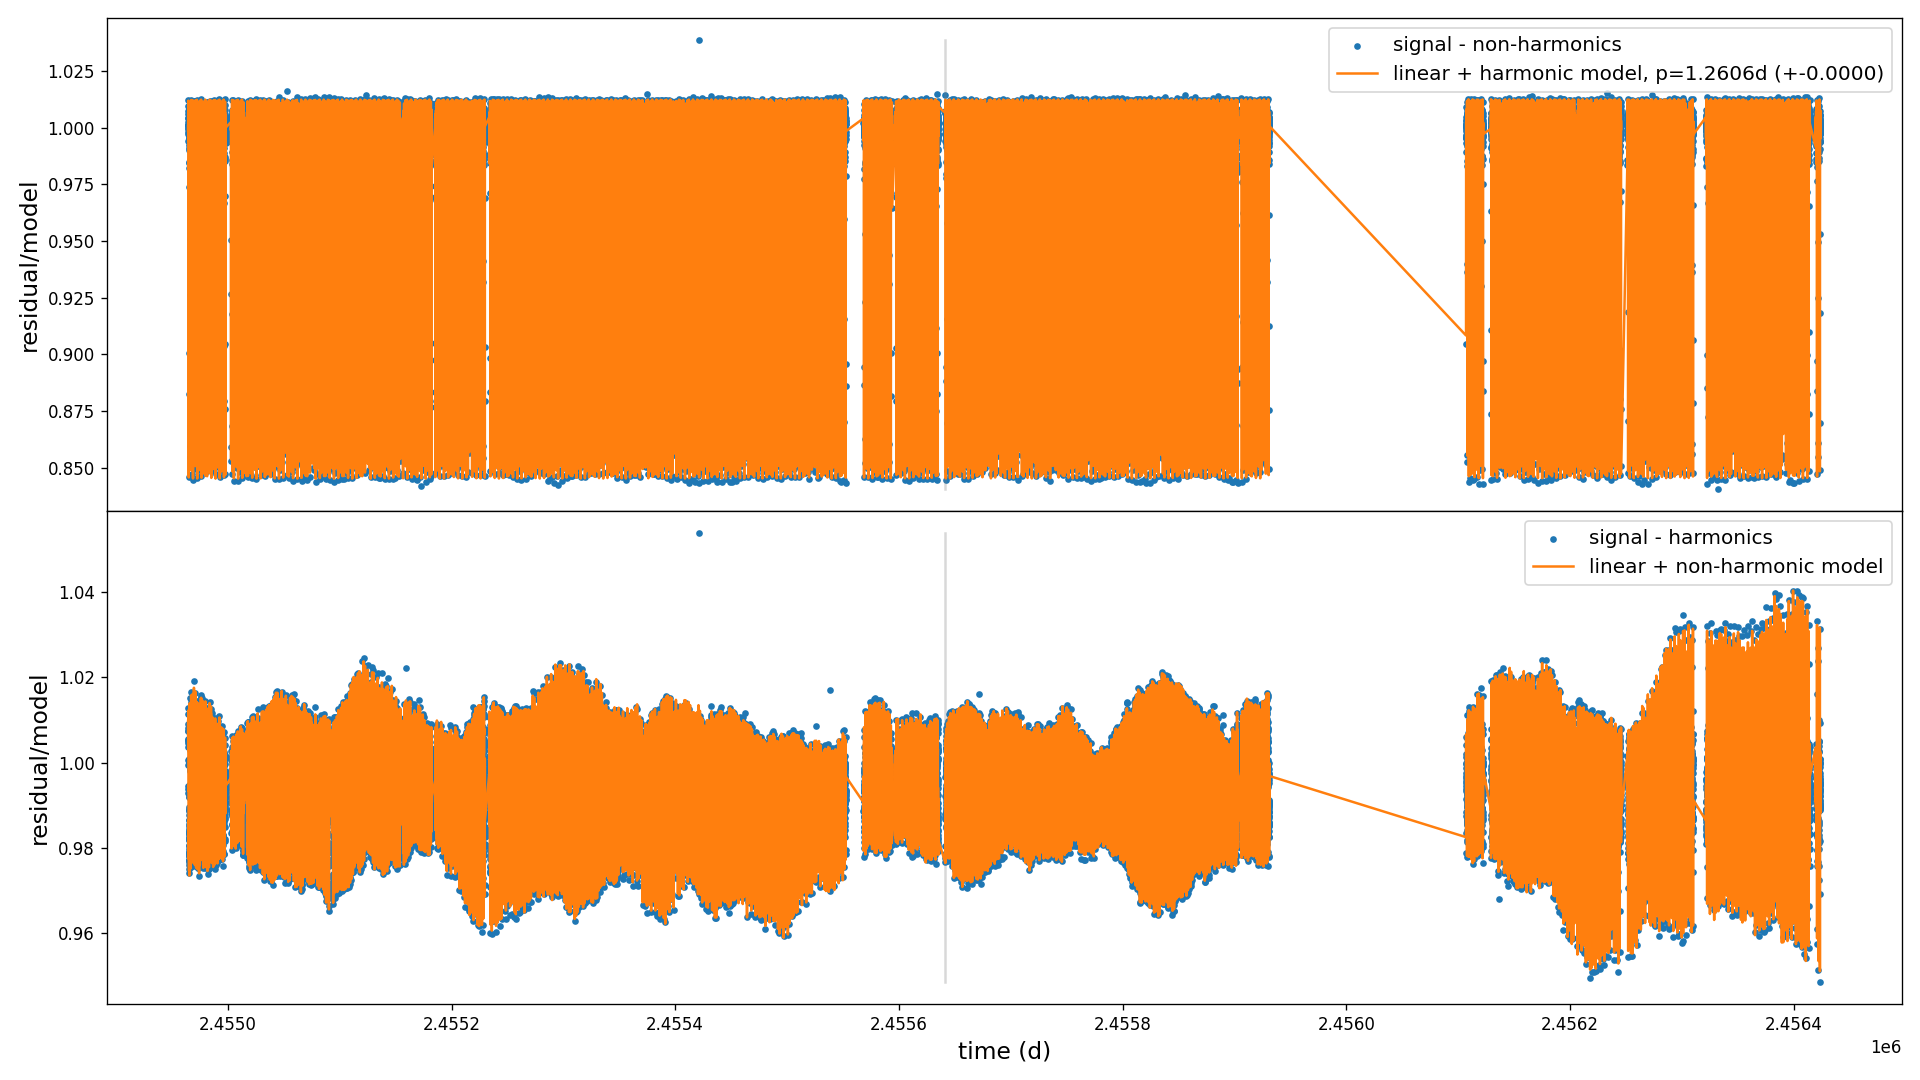 signal - non-harmonics
linear + harmonic model, p=1.2606d (+-0.0000)
1.025
1.000
0.975
0.950
0.925
0.900
0.875
0.850
residual/model
signal - harmonics
linear + non-harmonic model
1.04
1.02
1.00
0.98
0.96
residual/model
2.4550 2.4552 2.4554 2.4556 2.4558 2.4560 2.4562 2.4564
1e6
time (d)